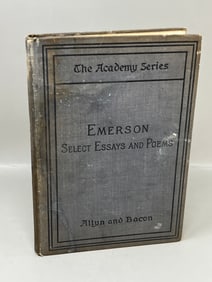 The Academy Series
EMERSON
SELECT ESSAYS AND POEMS
Allyn and Bacon